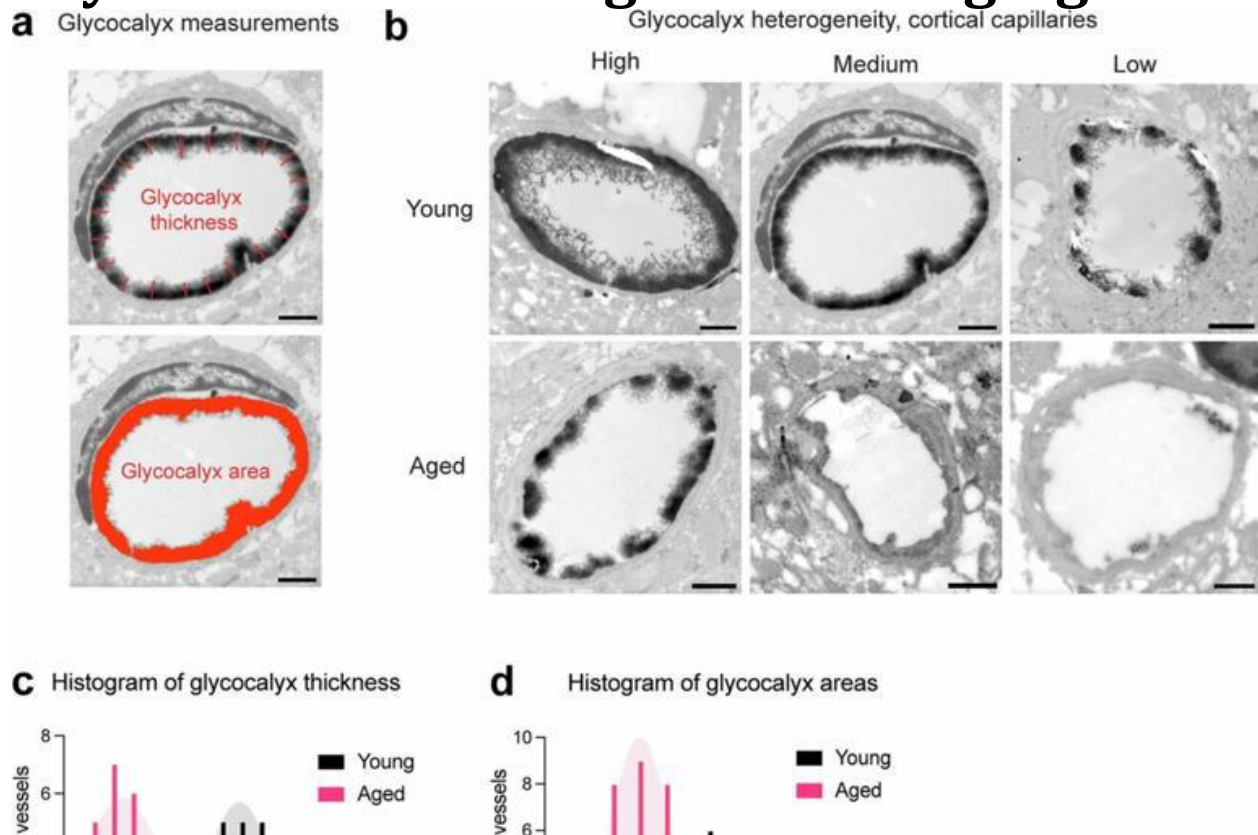 a Glycocalyx measurements
Glycocalyx
thickness
Glycocalyx area
b Glycocalyx heterogeneity, cortical capillaries
High Medium Low
Young
Aged
c Histogram of glycocalyx thickness
8
6
vessels
Young
Aged
d Histogram of glycocalyx areas
10
8
6
vessels
Young
Aged